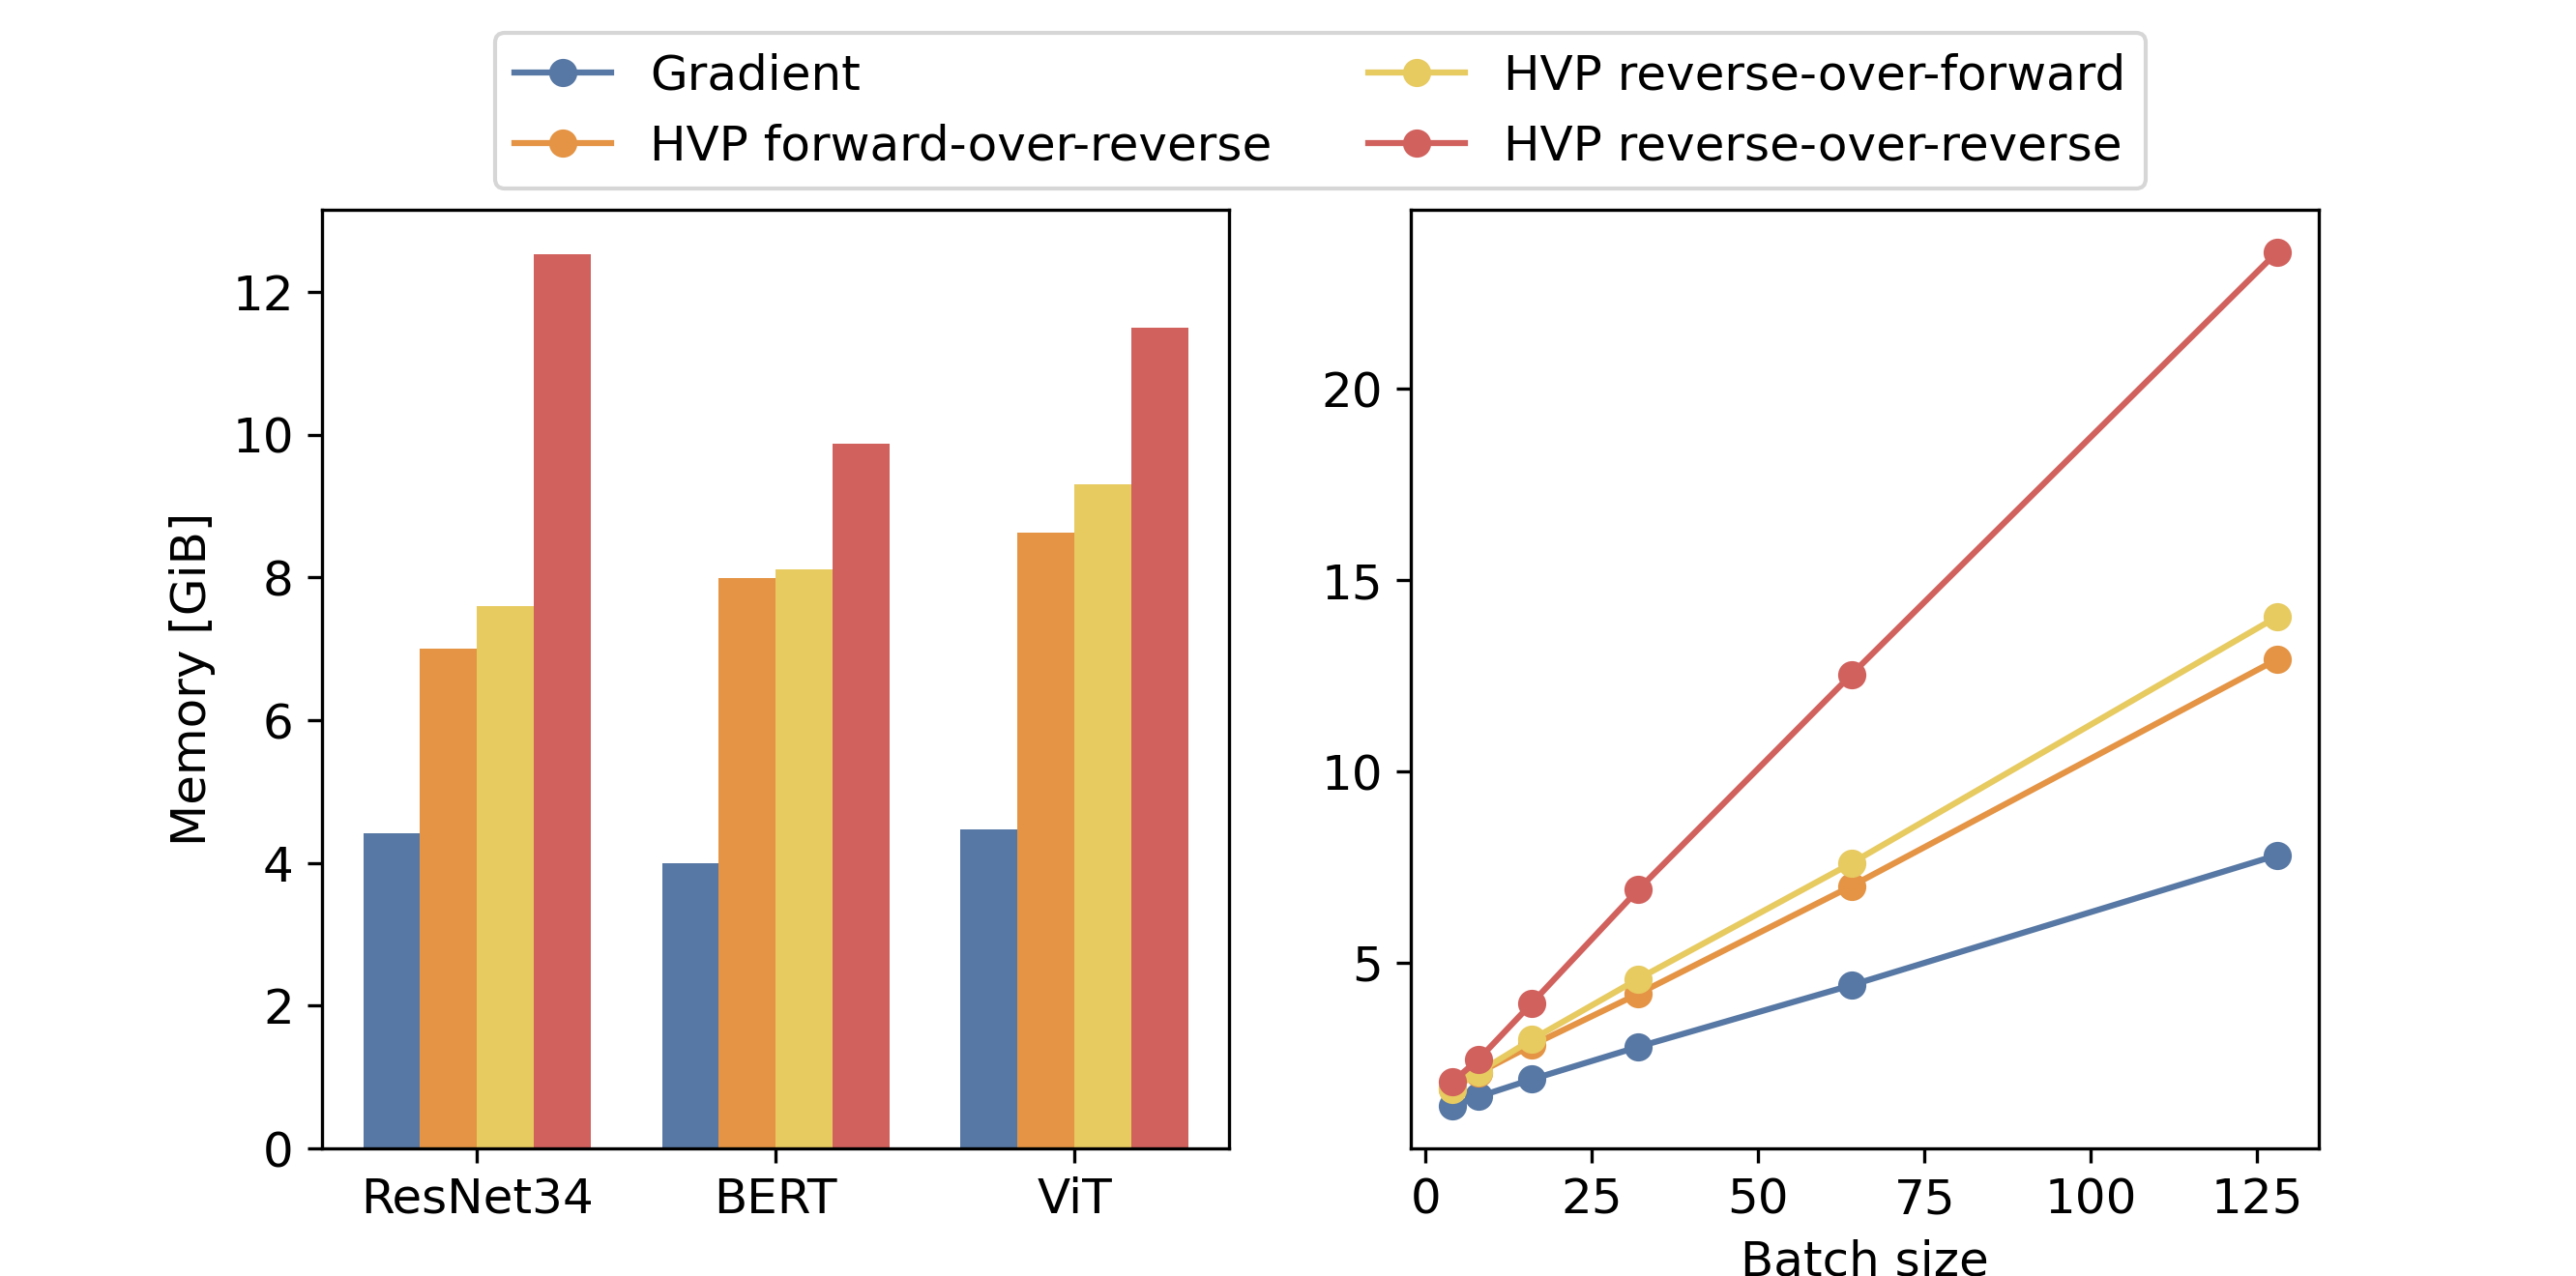 Gradient
HVP forward-over-reverse
HVP reverse-over-forward
HVP reverse-over-reverse
Memory [GiB]
12
10
8
6
4
2
0
ResNet34 BERT ViT
20
15
10
5
0 25 50 75 100 125
Batch size